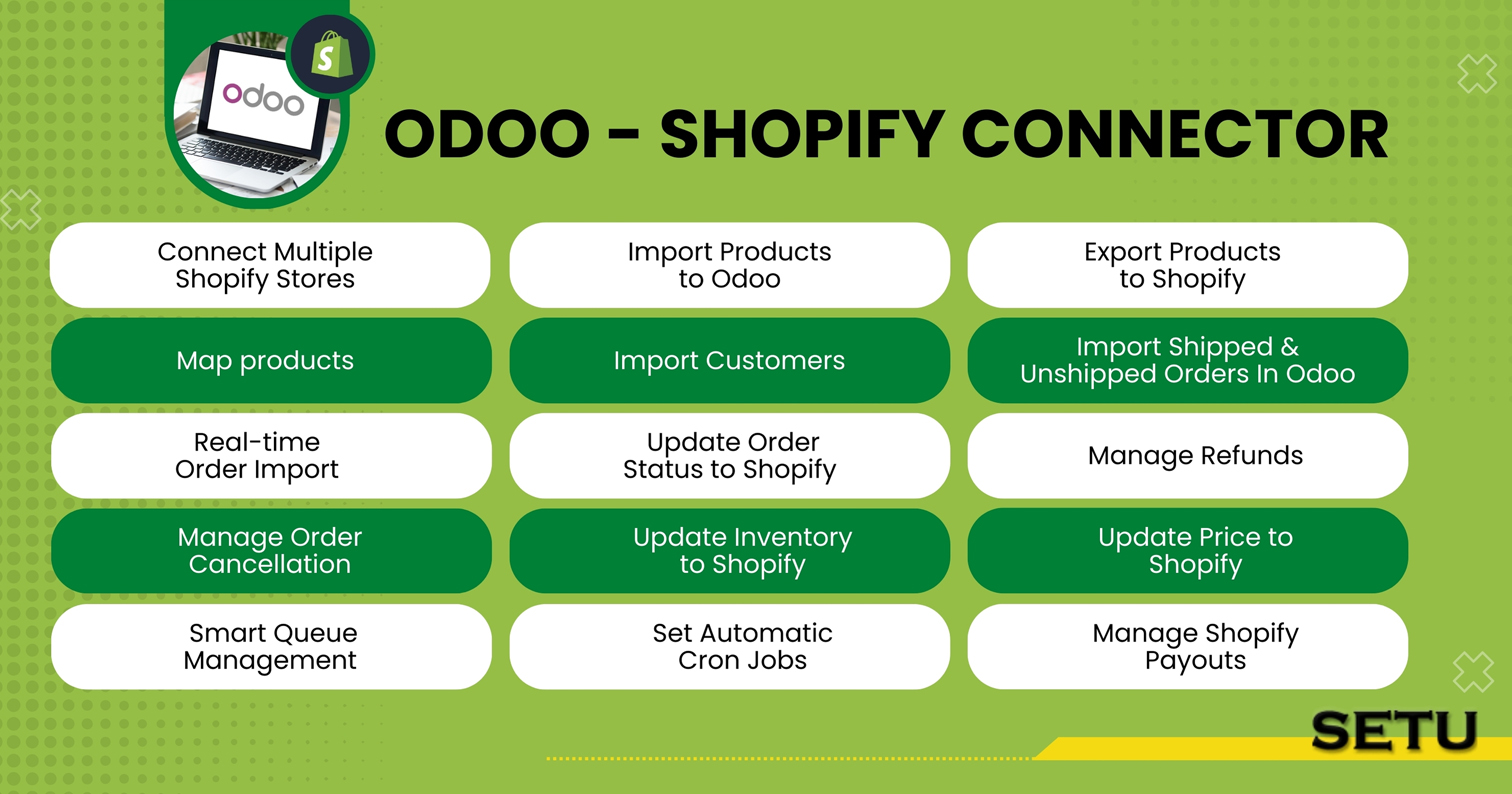 odoo
S
ODOO - SHOPIFY CONNECTOR
Connect Multiple
Shopify Stores
Import Products
to Odoo
Export Products
to Shopify
Map products
Import Customers
Import Shipped &
Unshipped Orders In Odoo
Real-time
Order Import
Update Order
Status to Shopify
Manage Refunds
Manage Order
Cancellation
Update Inventory
to Shopify
Update Price to
Shopify
Smart Queue
Management
Set Automatic
Cron Jobs
Manage Shopify
Payouts
SETU